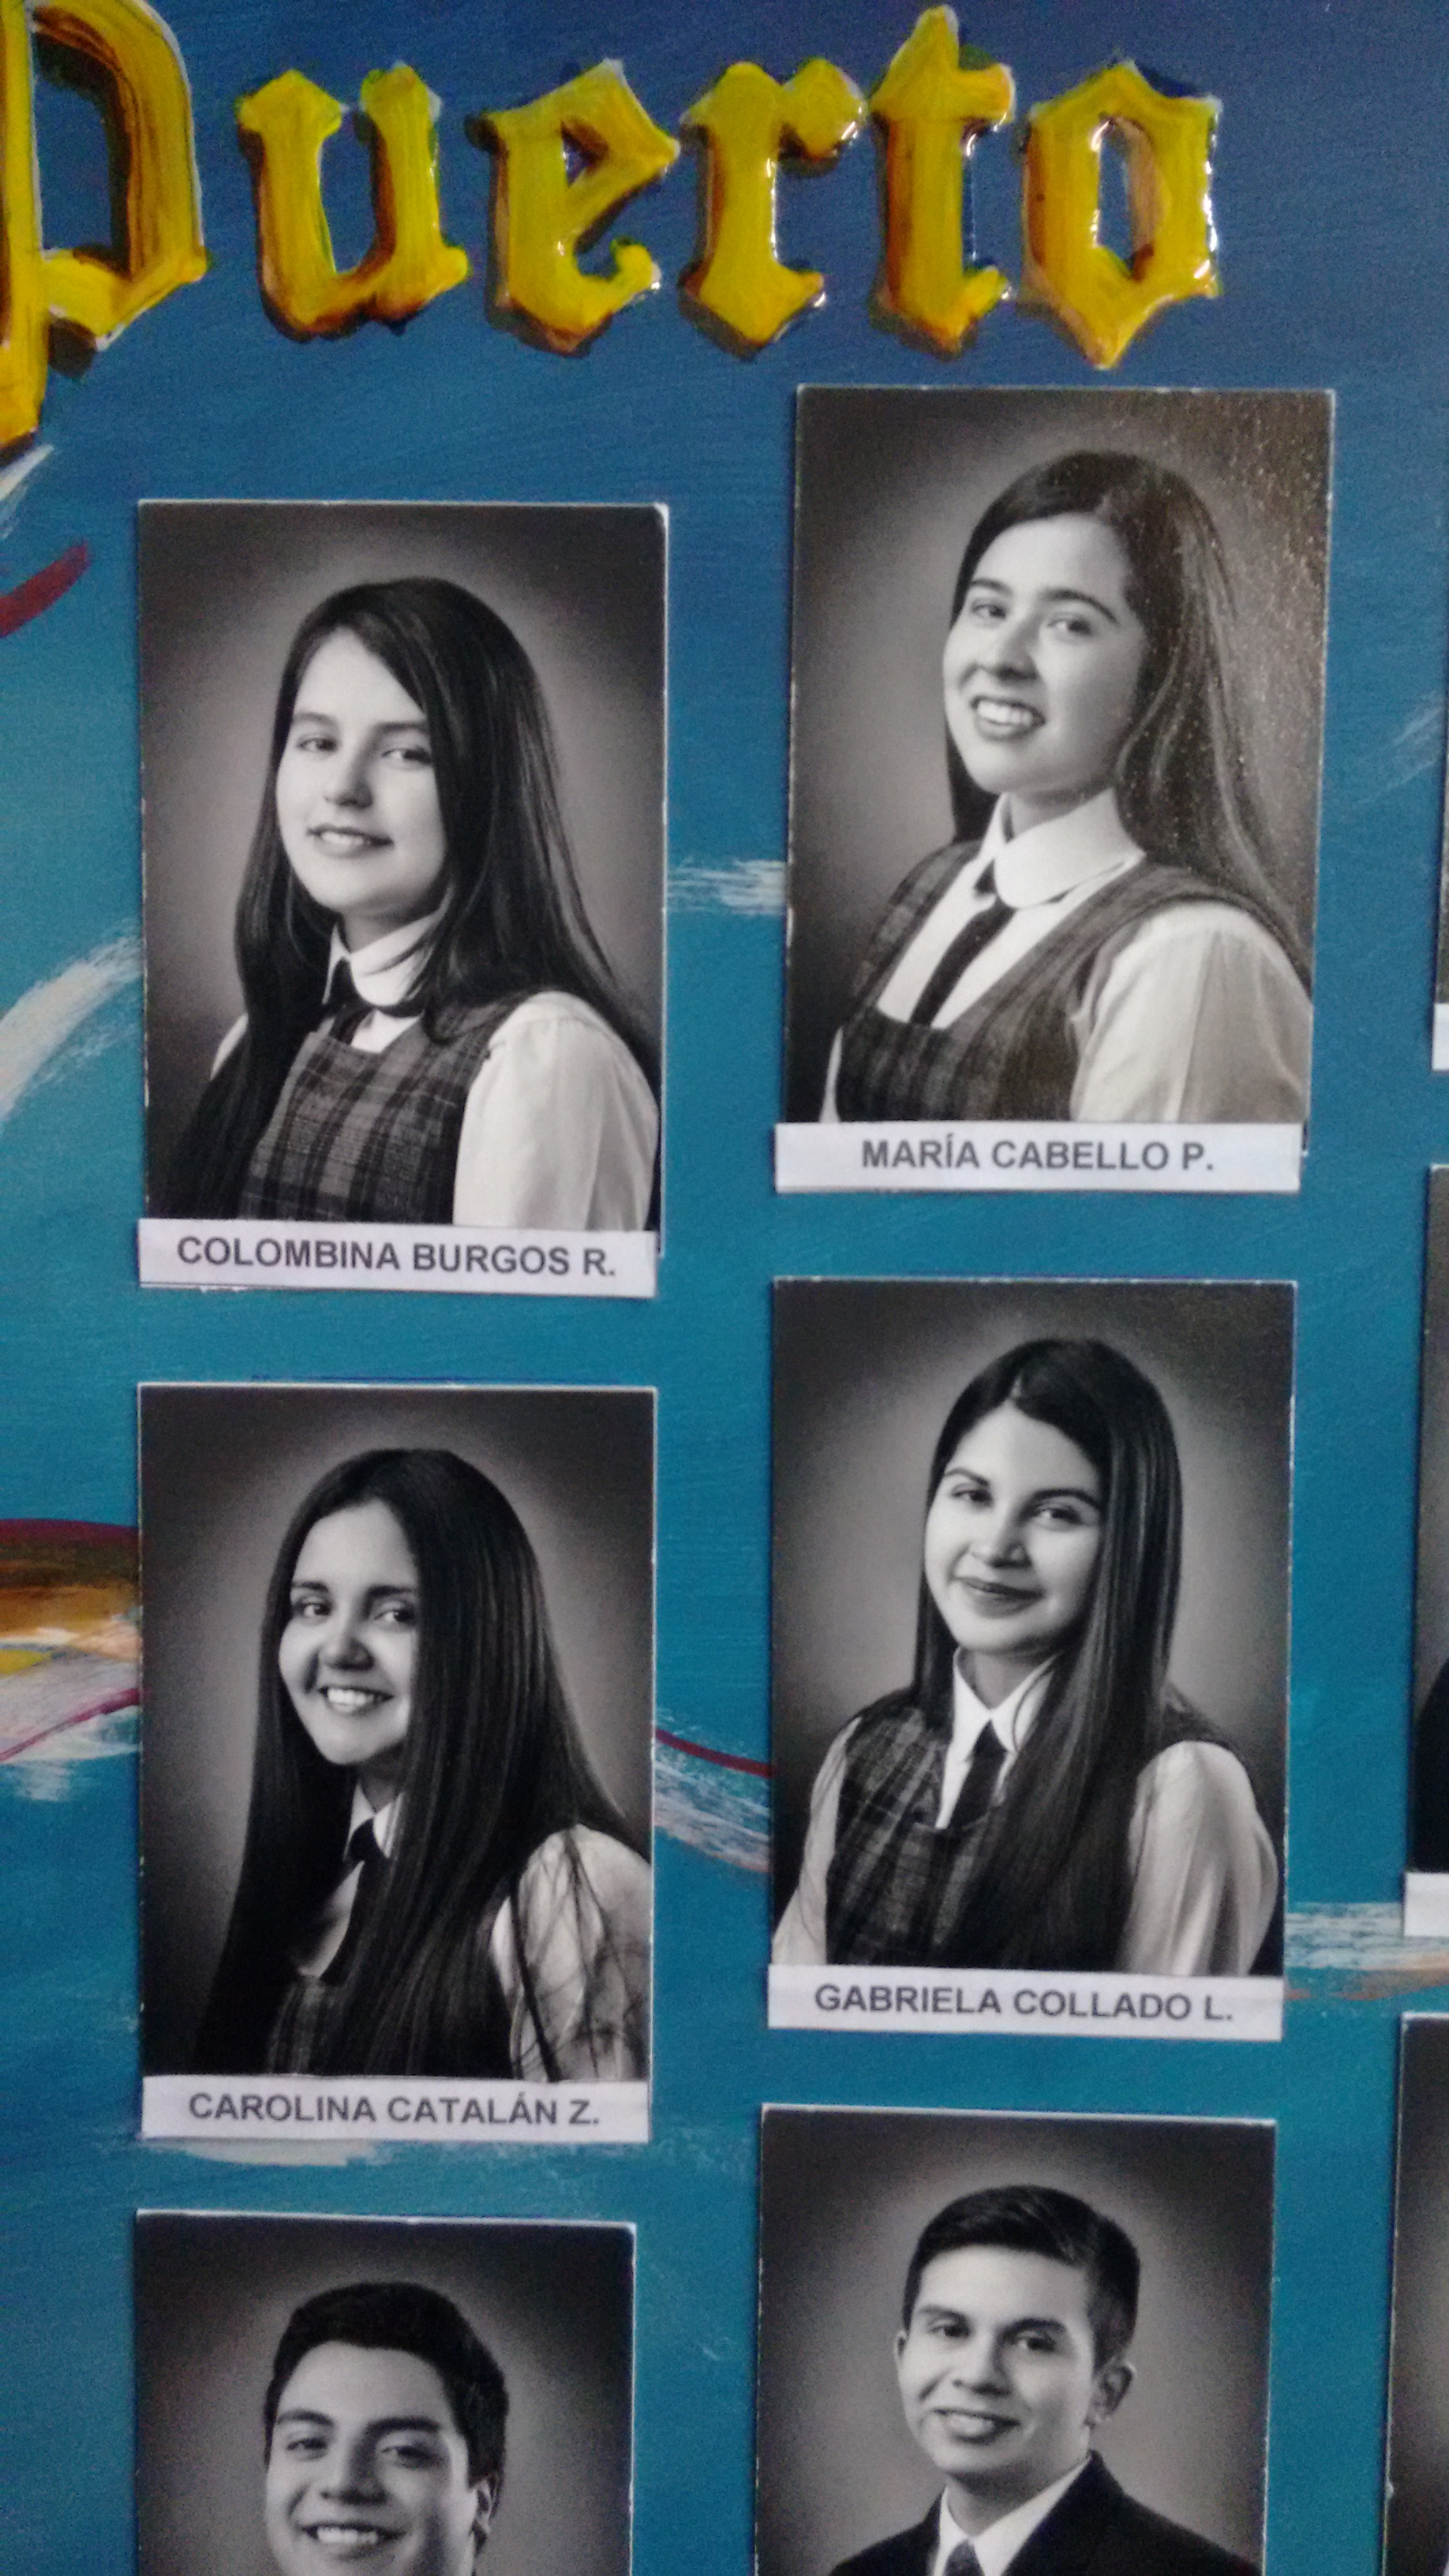 Puerto
MARÍA CABELLO P.
COLOMBINA BURGOS R.
GABRIELA COLLADO L.
CAROLINA CATALÁN Z.